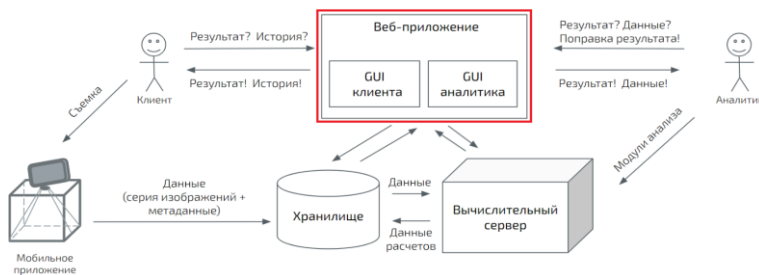 Веб-приложение
GUI
клиента
GUI
аналитика
Результат? История?
Результат! История!
Результат? Данные?
Поправка результата!
Результат! Данные!
Клиент
Съемка
Модули анализа
Данные
(серия изображений +
метаданные)
Хранилище
Данные
Данные
расчетов
Вычислительный
сервер
Мобильное
приложение